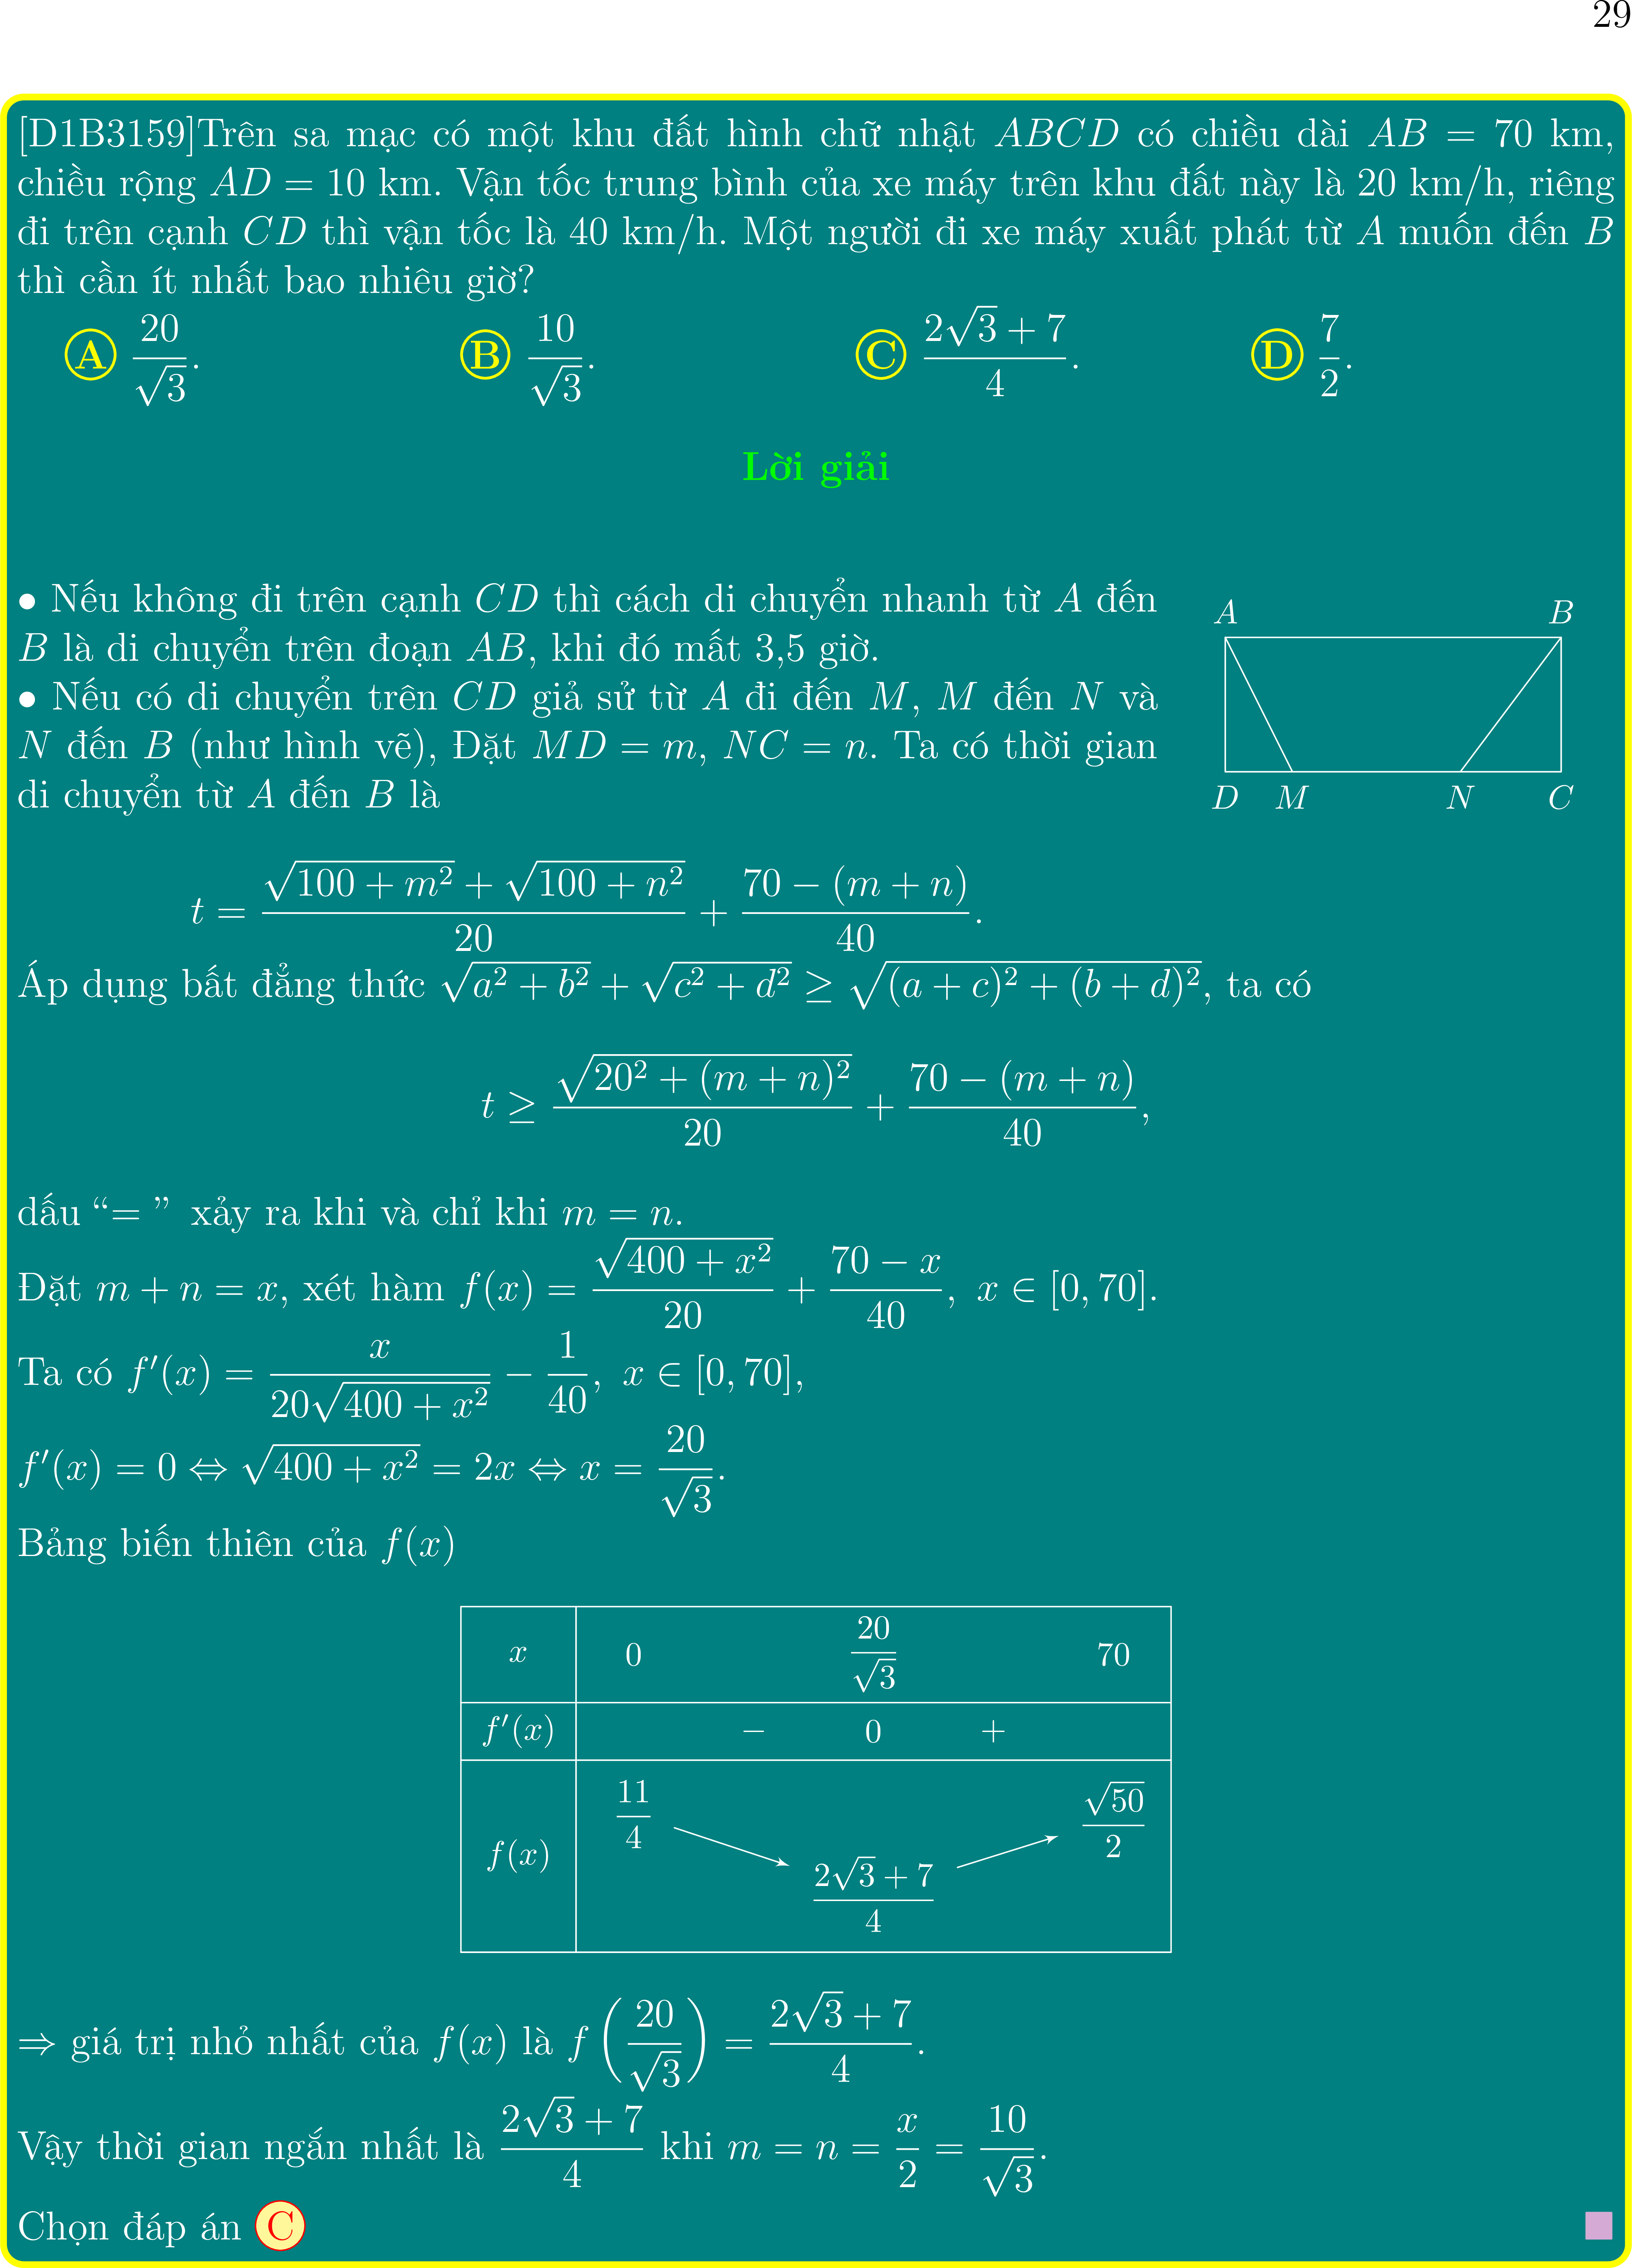 29
[D1B3159]Trên sa mạc có một khu đất hình chữ nhật ABCD có chiều dài AB = 70 km,
chiều rộng AD = 10 km. Vận tốc trung bình của xe máy trên khu đất này là 20 km/h, riêng
đi trên cạnh CD thì vận tốc là 40 km/h. Một người đi xe máy xuất phát từ A muốn đến B
thì cần ít nhất bao nhiêu giờ?
A $\frac{20}{\sqrt{3}}$. B $\frac{10}{\sqrt{3}}$. C $\frac{2\sqrt{3}+7}{4}$. D $\frac{7}{2}$.
Lời giải
• Nếu không đi trên cạnh CD thì cách di chuyển nhanh từ A đến
B là di chuyển trên đoạn AB, khi đó mất 3,5 giờ.
• Nếu có di chuyển trên CD giả sử từ A đi đến M, M đến N và
N đến B (như hình vẽ), Đặt MD = m, NC = n. Ta có thời gian
di chuyển từ A đến B là
A B
D M N C
$t = \frac{\sqrt{100+m^2}+\sqrt{100+n^2}}{20} + \frac{70-(m+n)}{40}$.
Áp dụng bất đẳng thức $\sqrt{a^2+b^2}+\sqrt{c^2+d^2} \geq \sqrt{(a+c)^2+(b+d)^2}$, ta có
$t \geq \frac{\sqrt{20^2+(m+n)^2}}{20} + \frac{70-(m+n)}{40}$,
dấu “= ” xảy ra khi và chỉ khi m = n.
Đặt m + n = x, xét hàm $f(x) = \frac{\sqrt{400+x^2}}{20} + \frac{70-x}{40}$, x ∈ [0, 70].
Ta có $f'(x) = \frac{x}{20\sqrt{400+x^2}} - \frac{1}{40}$, x ∈ [0, 70],
$f'(x) = 0 \Leftrightarrow \sqrt{400+x^2} = 2x \Leftrightarrow x = \frac{20}{\sqrt{3}}$.
Bảng biến thiên của f(x)
x 0 $\frac{20}{\sqrt{3}}$ 70
f′(x) − 0 +
f(x) $\frac{11}{4}$ $\frac{2\sqrt{3}+7}{4}$ $\frac{\sqrt{50}}{2}$
⇒ giá trị nhỏ nhất của f(x) là $f\left(\frac{20}{\sqrt{3}}\right) = \frac{2\sqrt{3}+7}{4}$.
Vậy thời gian ngắn nhất là $\frac{2\sqrt{3}+7}{4}$ khi $m = n = \frac{x}{2} = \frac{10}{\sqrt{3}}$.
Chọn đáp án C